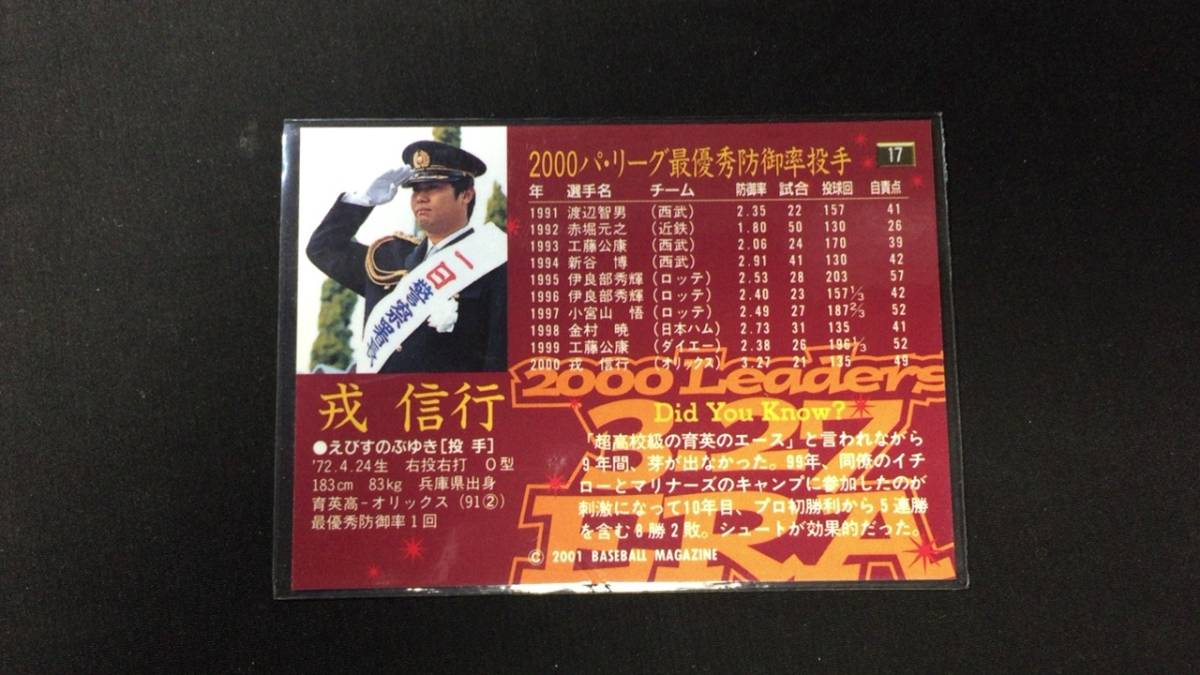 一日警察署長
2000パ・リーグ最優秀防御率投手 17
年 選手名 チーム 防御率 試合 投球回 自責点
1991 渡辺智男 (西武) 2.35 22 157 41
1992 赤堀元之 (近鉄) 1.80 50 130 26
1993 工藤公康 (西武) 2.06 24 170 39
1994 新谷 博 (西武) 2.91 41 130 42
1995 伊良部秀輝 (ロッテ) 2.53 28 203 57
1996 伊良部秀輝 (ロッテ) 2.40 23 157⅓ 42
1997 小宮山 悟 (ロッテ) 2.49 27 187⅔ 52
1998 金村 暁 (日本ハム) 2.73 31 135 41
1999 工藤公康 (ダイエー) 2.38 26 196⅓ 52
2000 戎 信行 (オリックス) 3.27 21 135 49
2000 Leaders
3.27
ERA
戎 信行
●えびすのぶゆき[投 手]
'72.4.24生 右投右打 O型
183cm 83kg 兵庫県出身
育英高-オリックス(91②)
最優秀防御率1回
Did You Know?
「超高校級の育英のエース」と言われながら
9年間、芽が出なかった。99年、同僚のイチ
ローとマリナーズのキャンプに参加したのが
刺激になって10年目、プロ初勝利から5連勝
を含む8勝2敗。シュートが効果的だった。
© 2001 BASEBALL MAGAZINE